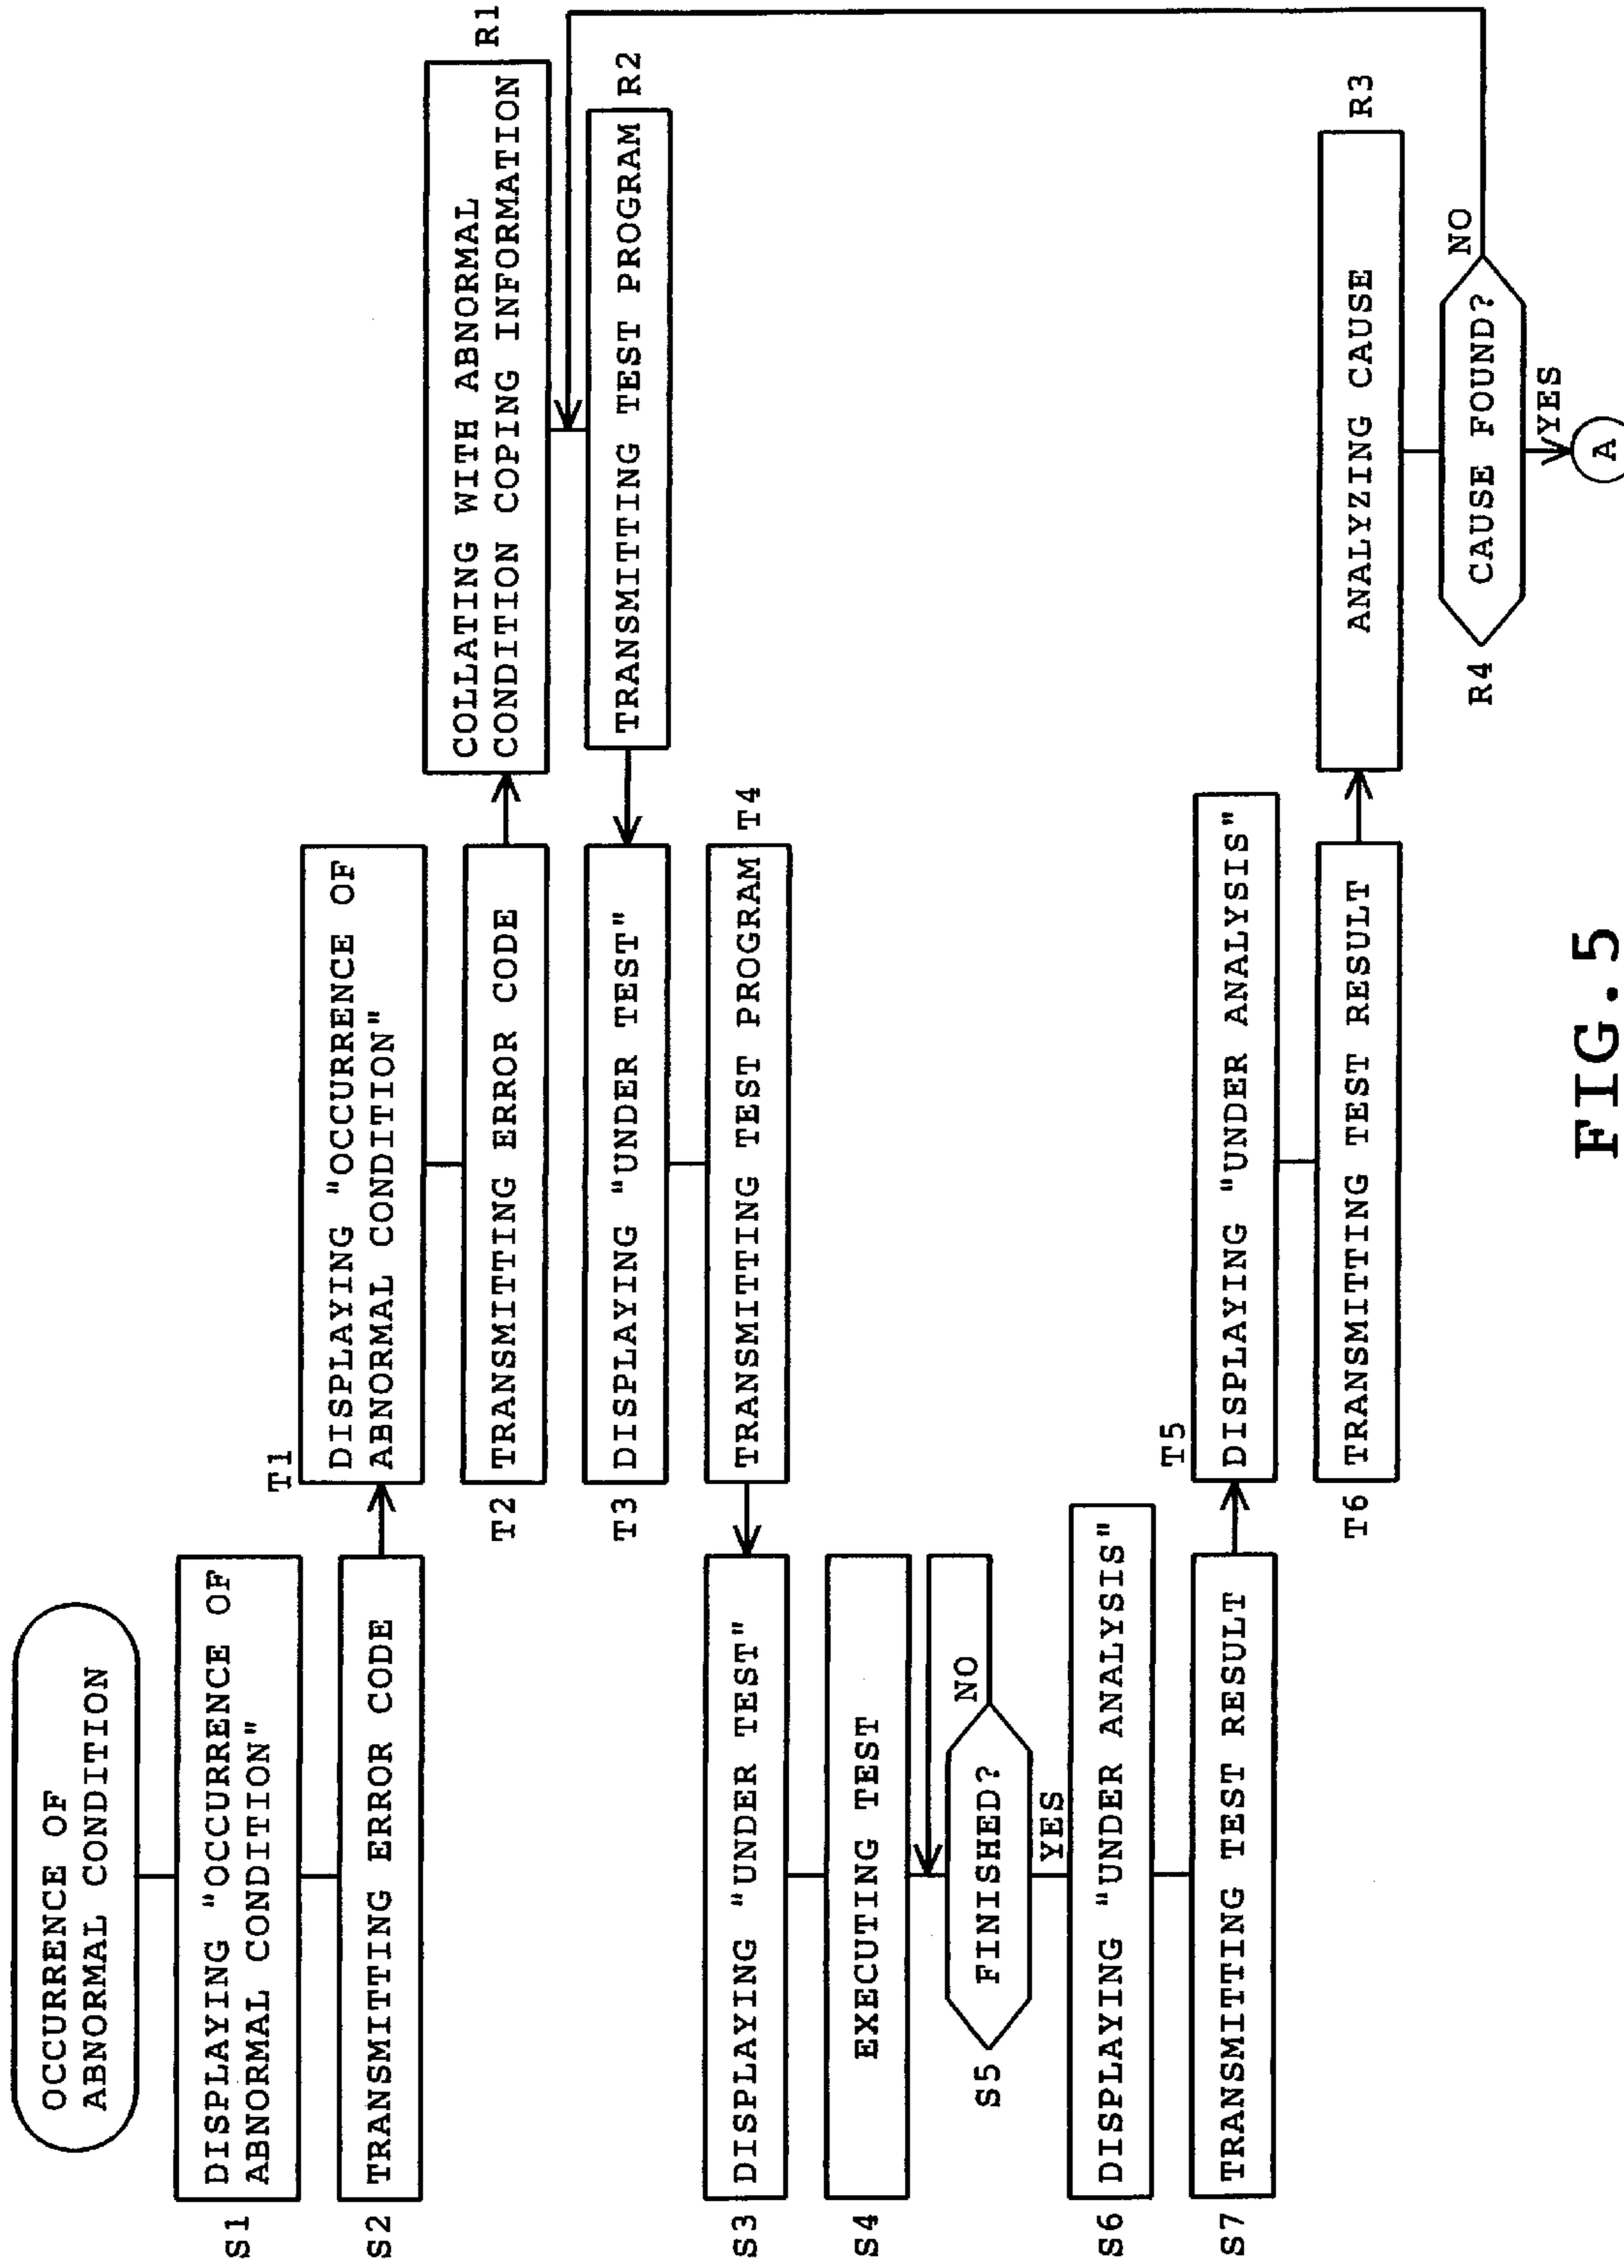 OCCURRENCE OF
ABNORMAL CONDITION
S1
DISPLAYING "OCCURRENCE OF
ABNORMAL CONDITION"
S2
TRANSMITTING ERROR CODE
T1
DISPLAYING "OCCURRENCE OF
ABNORMAL CONDITION"
T2
TRANSMITTING ERROR CODE
R1
COLLATING WITH ABNORMAL
CONDITION COPING INFORMATION
TRANSMITTING TEST PROGRAM
R2
T3
DISPLAYING "UNDER TEST"
TRANSMITTING TEST PROGRAM
T4
S3
DISPLAYING "UNDER TEST"
S4
EXECUTING TEST
S5
FINISHED?
NO
YES
S6
DISPLAYING "UNDER ANALYSIS"
S7
TRANSMITTING TEST RESULT
T5
DISPLAYING "UNDER ANALYSIS"
T6
TRANSMITTING TEST RESULT
ANALYZING CAUSE
R3
R4
CAUSE FOUND?
NO
YES
A
FIG. 5